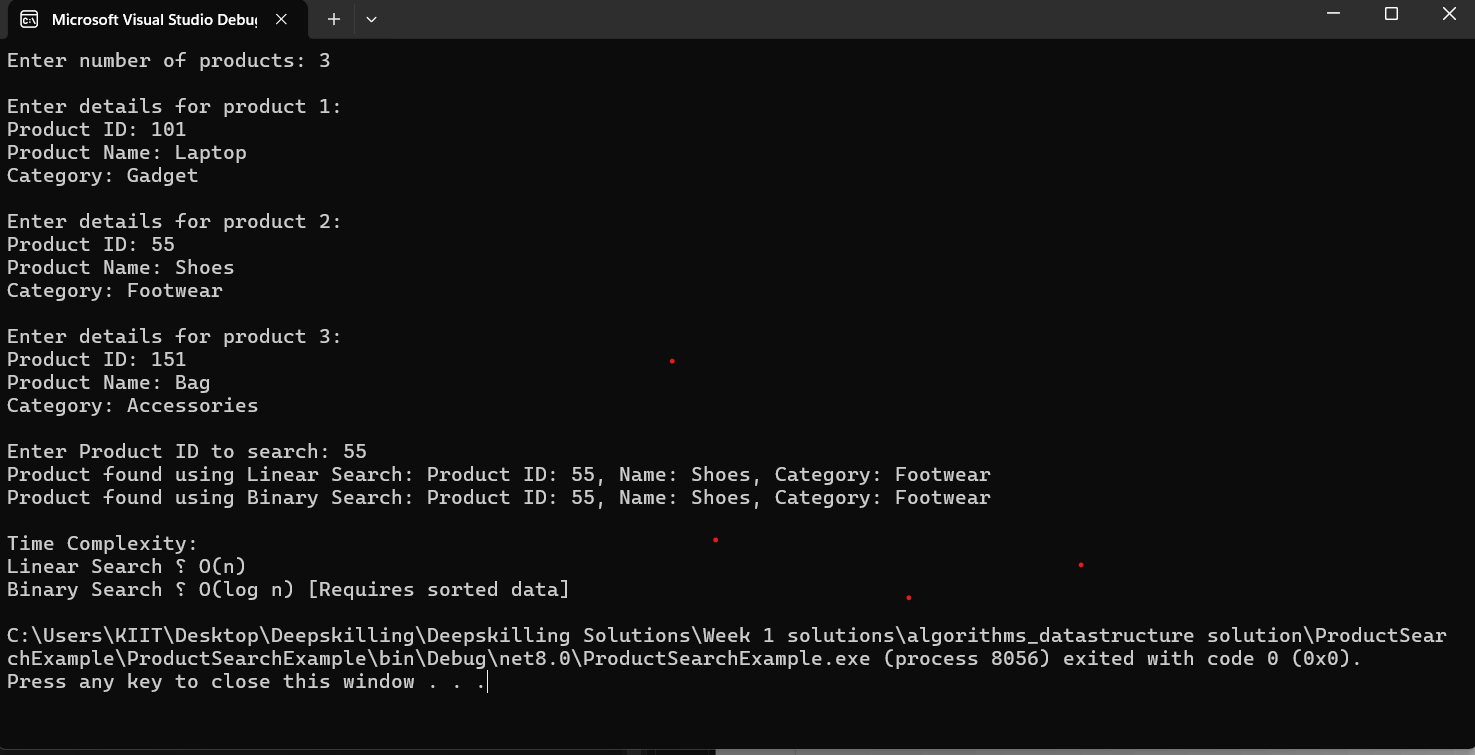 Microsoft Visual Studio Debug
Enter number of products: 3
Enter details for product 1:
Product ID: 101
Product Name: Laptop
Category: Gadget
Enter details for product 2:
Product ID: 55
Product Name: Shoes
Category: Footwear
Enter details for product 3:
Product ID: 151
Product Name: Bag
Category: Accessories
Enter Product ID to search: 55
Product found using Linear Search: Product ID: 55, Name: Shoes, Category: Footwear
Product found using Binary Search: Product ID: 55, Name: Shoes, Category: Footwear
Time Complexity:
Linear Search ⸮ O(n)
Binary Search ⸮ O(log n) [Requires sorted data]
C:\Users\KIIT\Desktop\Deepskilling\Deepskilling Solutions\Week 1 solutions\algorithms_datastructure solution\ProductSear
chExample\ProductSearchExample\bin\Debug\net8.0\ProductSearchExample.exe (process 8056) exited with code 0 (0x0).
Press any key to close this window . . .